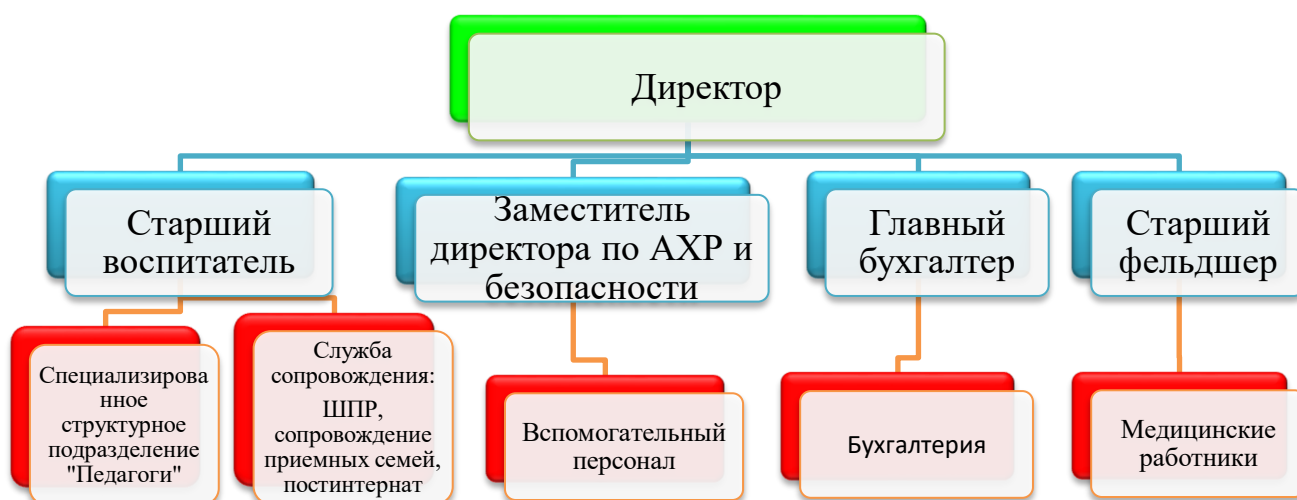 Директор
Старший
воспитатель
Заместитель
директора по АХР и
безопасности
Главный
бухгалтер
Старший
фельдшер
Специализирова
нное
структурное
подразделение
"Педагоги"
Служба
сопровождения:
ШПР,
сопровождение
приемных семей,
постинтернат
Вспомогательный
персонал
Бухгалтерия
Медицинские
работники